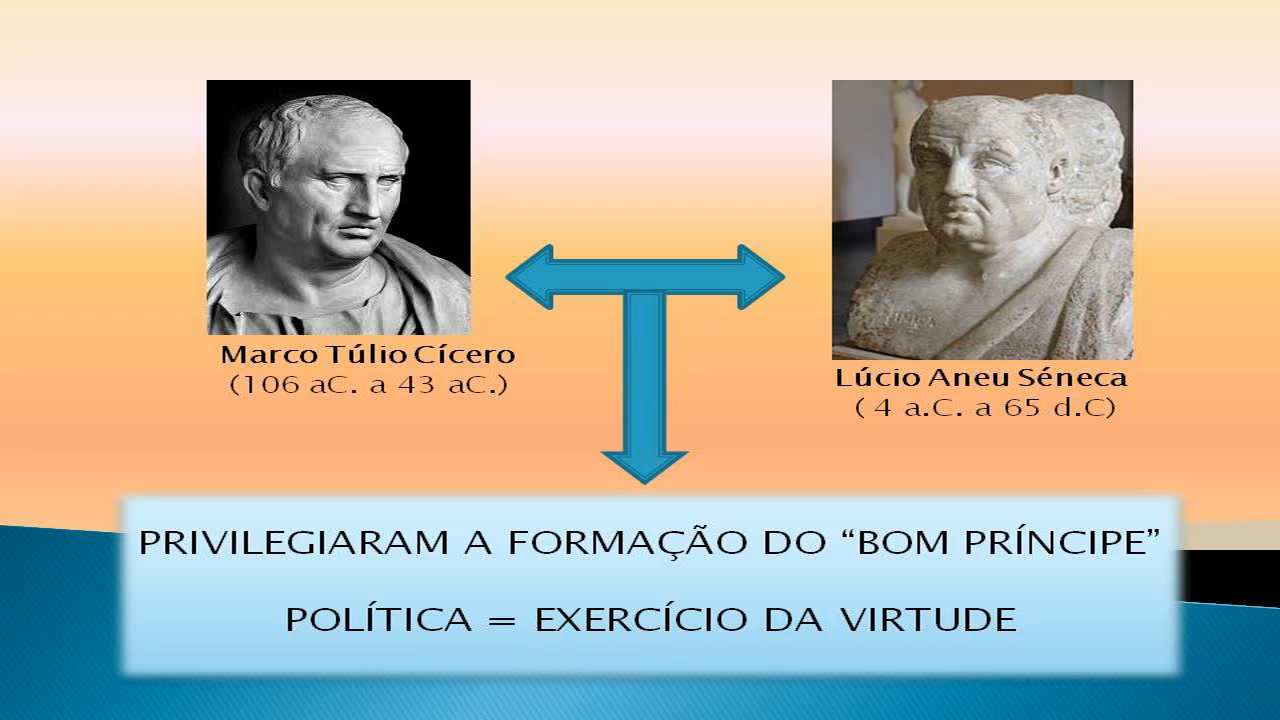 Marco Túlio Cícero
(106 aC. a 43 aC.)
Lúcio Aneu Séneca
( 4 a.C. a 65 d.C)
PRIVILEGIARAM A FORMAÇÃO DO “BOM PRÍNCIPE”
POLÍTICA = EXERCÍCIO DA VIRTUDE